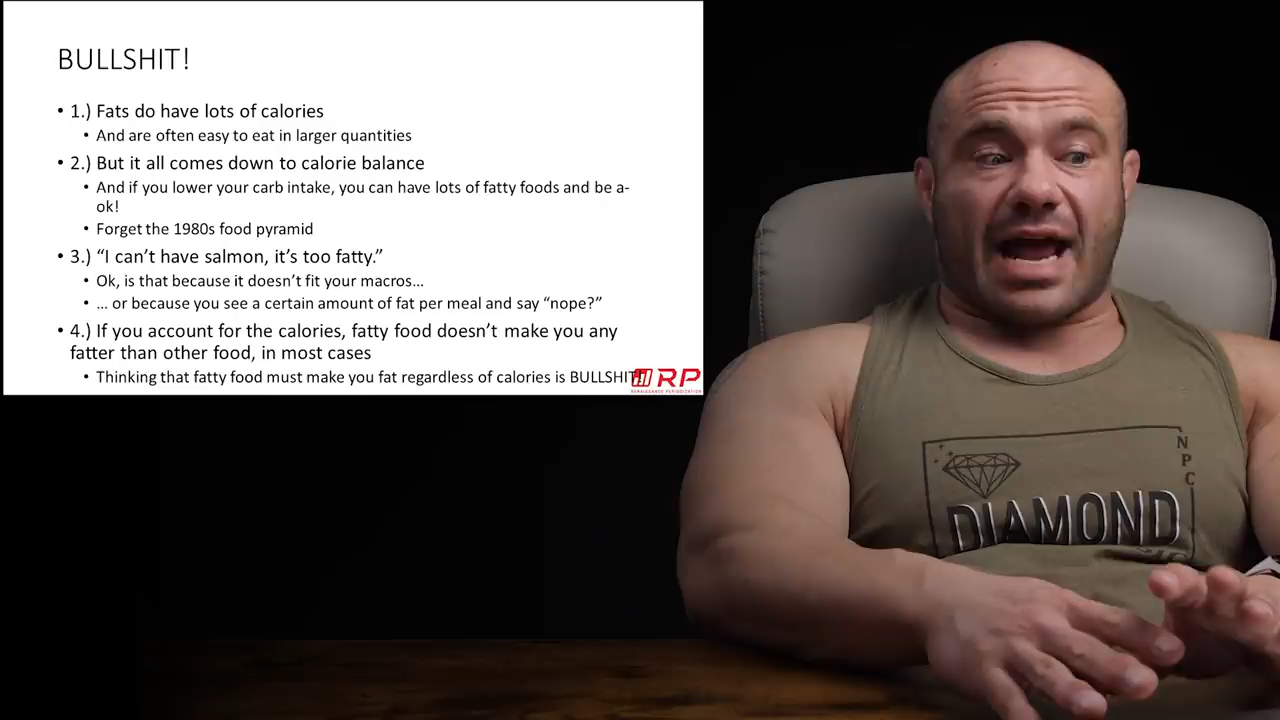 BULLSHIT!
• 1.) Fats do have lots of calories
• And are often easy to eat in larger quantities
• 2.) But it all comes down to calorie balance
• And if you lower your carb intake, you can have lots of fatty foods and be a-
ok!
• Forget the 1980s food pyramid
• 3.) “I can’t have salmon, it’s too fatty.”
• Ok, is that because it doesn’t fit your macros…
• … or because you see a certain amount of fat per meal and say “nope?”
• 4.) If you account for the calories, fatty food doesn’t make you any
fatter than other food, in most cases
• Thinking that fatty food must make you fat regardless of calories is BULLSHIT!
RP
RENAISSANCE PERIODIZATION
NPC
DIAMOND